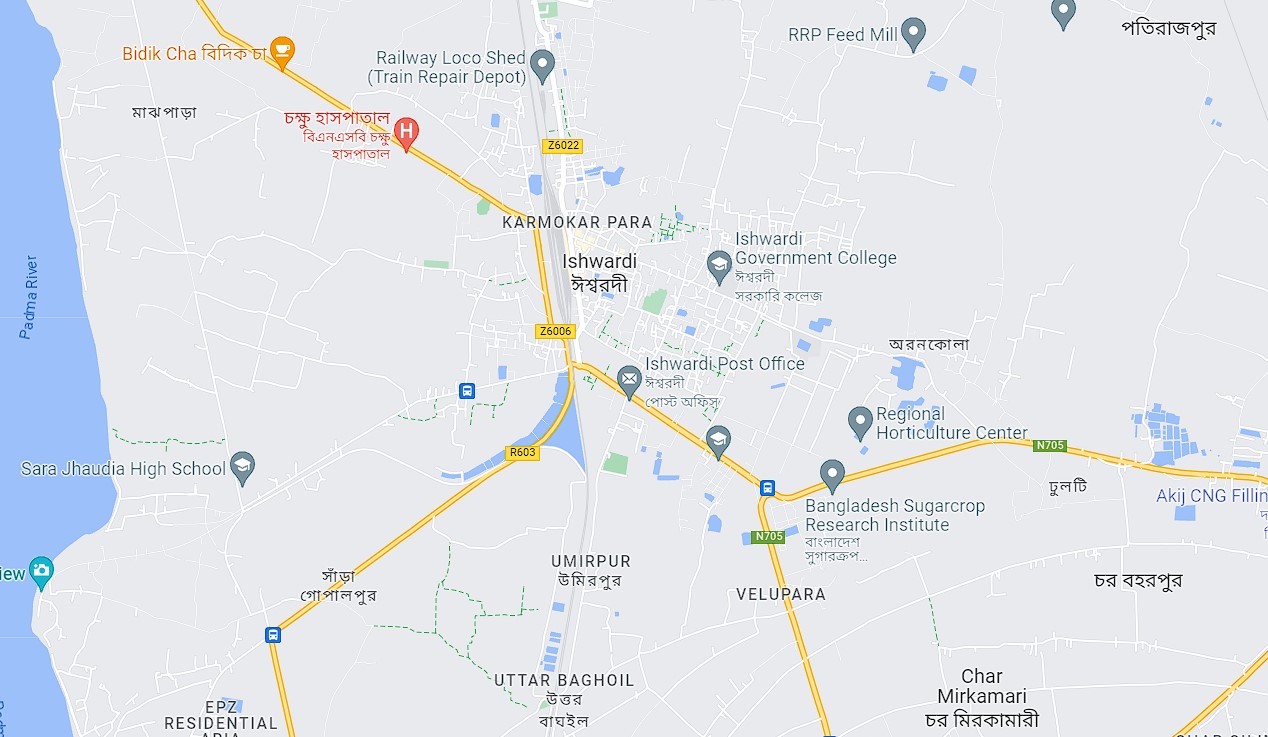 পতিরাজপুর
RRP Feed Mill
Bidik Cha বিদিক চা
Railway Loco Shed
(Train Repair Depot)
মাঝপাড়া
চক্ষু হাসপাতাল
বিএনএসবি চক্ষু
হাসপাতাল
H
Z6022
KARMOKAR PARA
Ishwardi
ঈশ্বরদী
Ishwardi
Government College
ঈশ্বরদী
সরকারি কলেজ
Padma River
Z6006
অরনকোলা
Ishwardi Post Office
ঈশ্বরদী
পোস্ট অফিস
Regional
Horticulture Center
N705
R603
Sara Jhaudia High School
ঢুলটি
Akij CNG Fillin
Bangladesh Sugarcrop
Research Institute
বাংলাদেশ
সুগারক্রপ...
N705
UMIRPUR
উমিরপুর
iew
সাঁড়া
গোপালপুর
VELUPARA
চর বহরপুর
UTTAR BAGHOIL
উত্তর
বাঘইল
Char
Mirkamari
চর মিরকামারী
EPZ
RESIDENTIAL